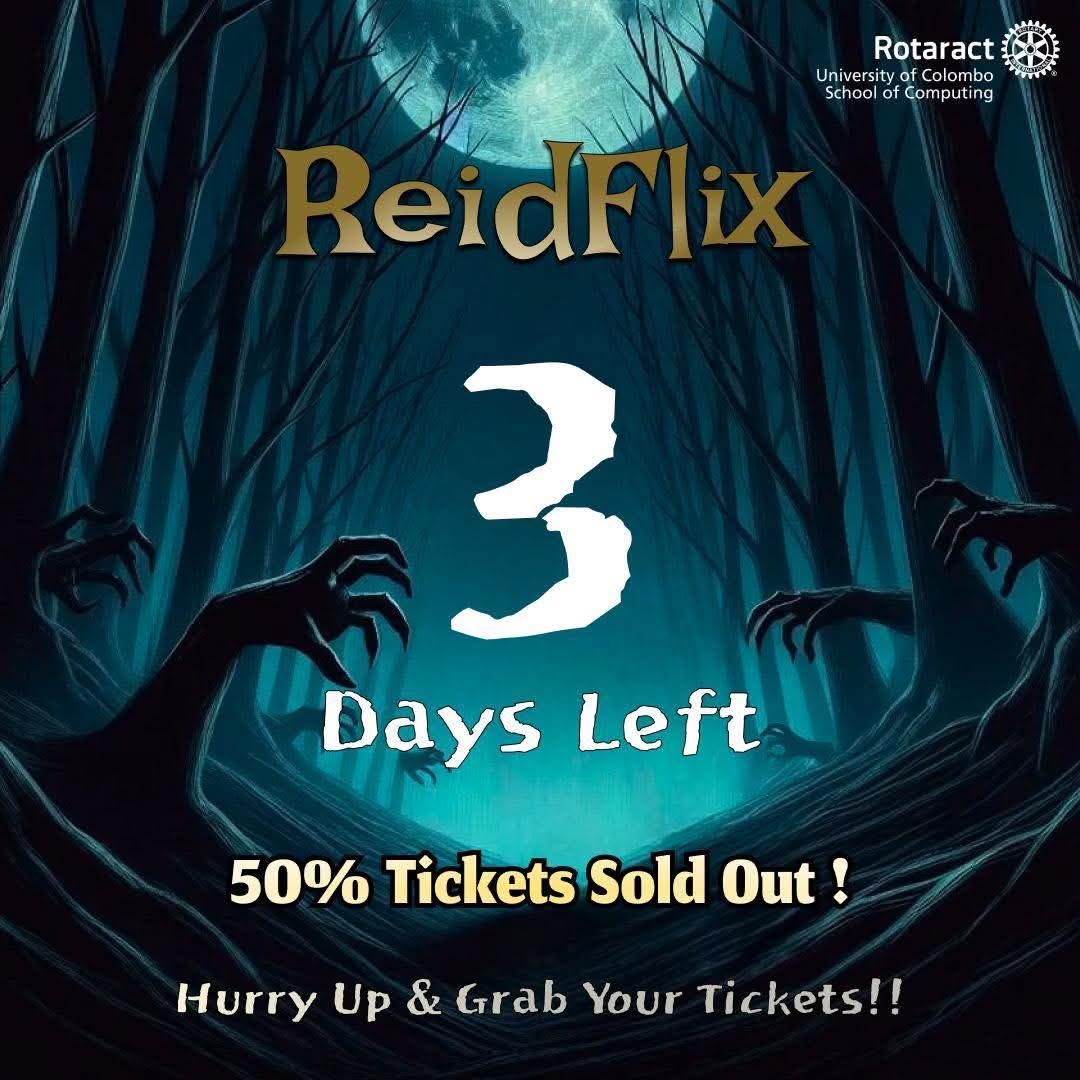 Rotaract
University of Colombo
School of Computing
ReidFlix
3
Days Left
50% Tickets Sold Out !
Hurry Up & Grab Your Tickets!!